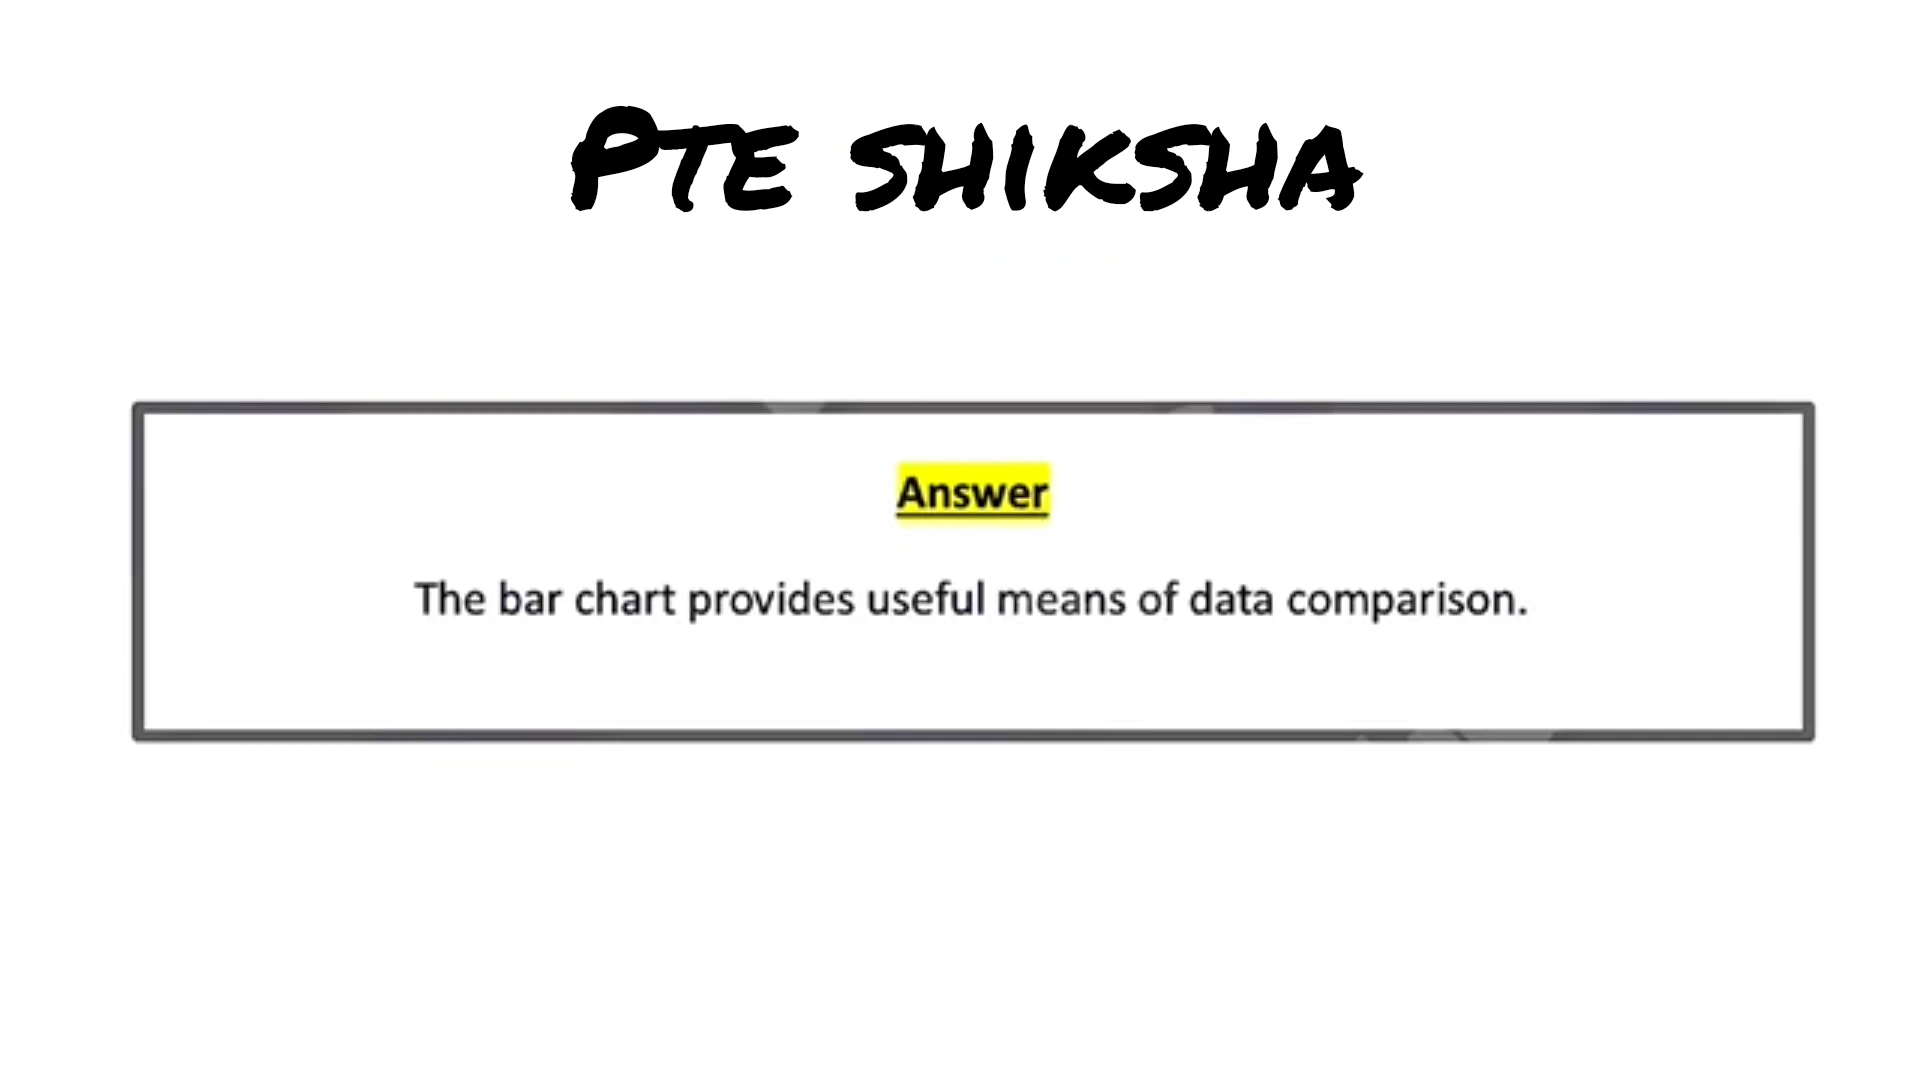 Pte shiksha
Answer
The bar chart provides useful means of data comparison.